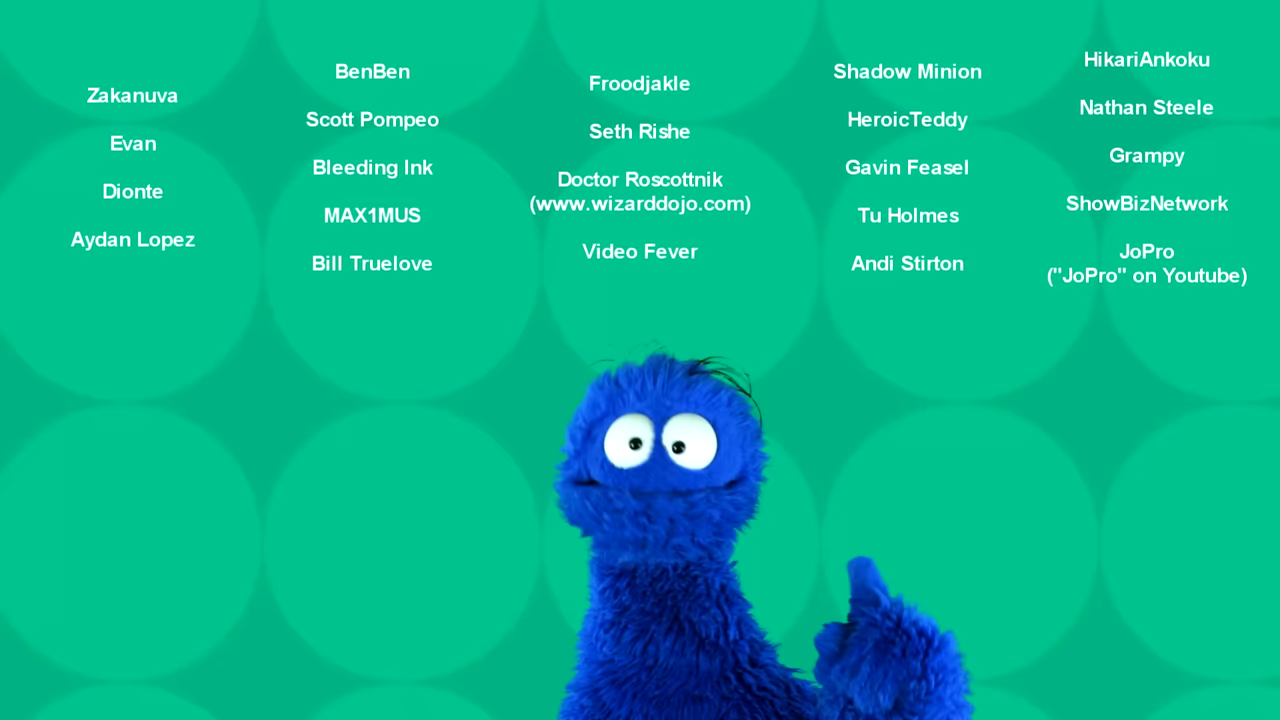 Zakanuva
Evan
Dionte
Aydan Lopez
BenBen
Scott Pompeo
Bleeding Ink
MAX1MUS
Bill Truelove
Froodjakle
Seth Rishe
Doctor Roscottnik
(www.wizarddojo.com)
Video Fever
Shadow Minion
HeroicTeddy
Gavin Feasel
Tu Holmes
Andi Stirton
HikariAnkoku
Nathan Steele
Grampy
ShowBizNetwork
JoPro
("JoPro" on Youtube)